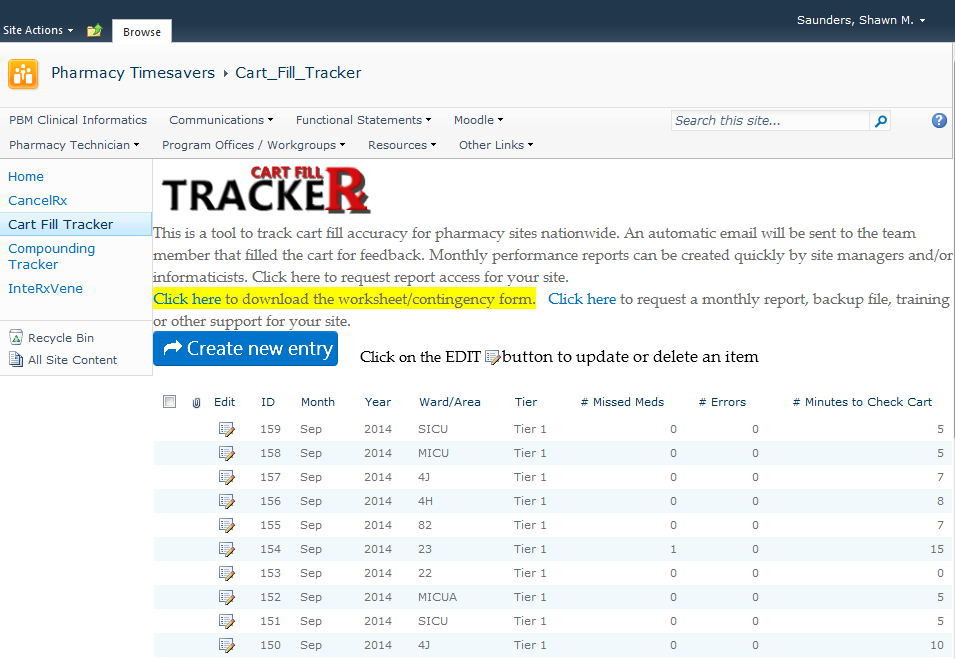 Saunders, Shawn M.
Site Actions Browse
Pharmacy Timesavers Cart_Fill_Tracker
PBM Clinical Informatics Communications Functional Statements Moodle Search this site...
Pharmacy Technician Program Offices / Workgroups Resources Other Links
Home
CancelRx
Cart Fill Tracker
Compounding
Tracker
InteRxVene
Recycle Bin
All Site Content
CART FILL
TRACKER
This is a tool to track cart fill accuracy for pharmacy sites nationwide. An automatic email will be sent to the team
member that filled the cart for feedback. Monthly performance reports can be created quickly by site managers and/or
informaticists. Click here to request report access for your site.
Click here to download the worksheet/contingency form. Click here to request a monthly report, backup file, training
or other support for your site.
Create new entry Click on the EDIT button to update or delete an item
Edit ID Month Year Ward/Area Tier # Missed Meds # Errors # Minutes to Check Cart
159 Sep 2014 SICU Tier 1 0 0 5
158 Sep 2014 MICU Tier 1 0 0 5
157 Sep 2014 4J Tier 1 0 0 7
156 Sep 2014 4H Tier 1 0 0 8
155 Sep 2014 82 Tier 1 0 0 7
154 Sep 2014 23 Tier 1 1 0 15
153 Sep 2014 22 Tier 1 0 0 0
152 Sep 2014 MICUA Tier 1 0 0 5
151 Sep 2014 SICU Tier 1 0 0 5
150 Sep 2014 4J Tier 1 0 0 10